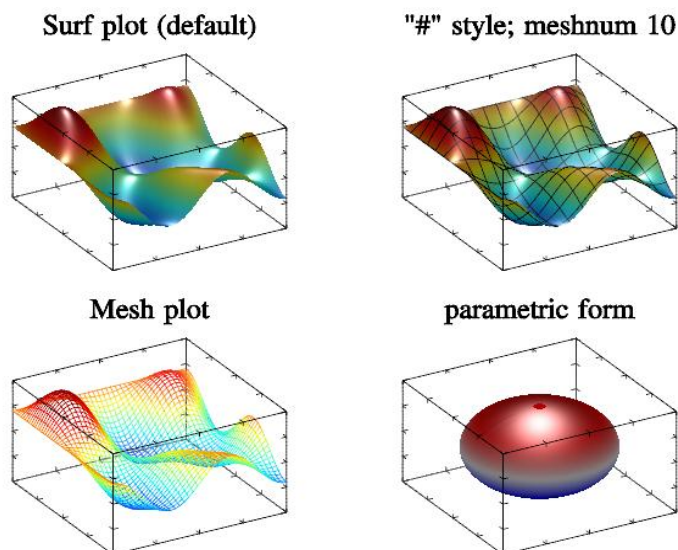 Surf plot (default)
"#" style; meshnum 10
Mesh plot
parametric form